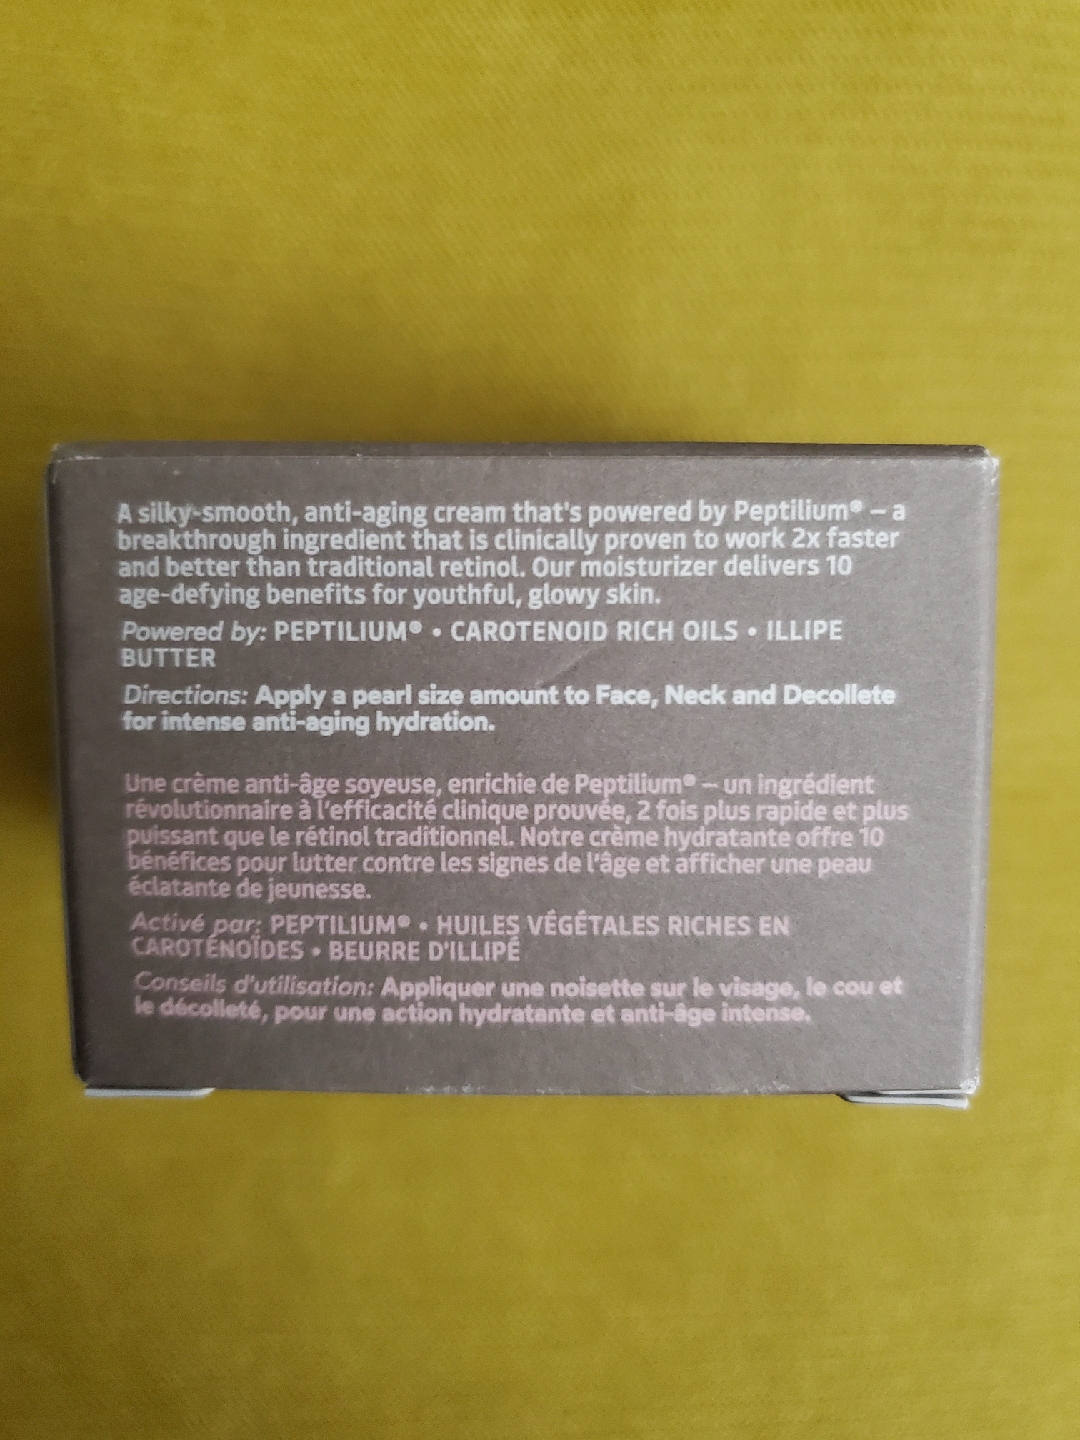 A silky-smooth, anti-aging cream that's powered by Peptilium® – a
breakthrough ingredient that is clinically proven to work 2x faster
and better than traditional retinol. Our moisturizer delivers 10
age-defying benefits for youthful, glowy skin.
Powered by: PEPTILIUM® • CAROTENOID RICH OILS • ILLIPE
BUTTER
Directions: Apply a pearl size amount to Face, Neck and Decollete
for intense anti-aging hydration.
Une crème anti-âge soyeuse, enrichie de Peptilium® – un ingrédient
révolutionnaire à l'efficacité clinique prouvée, 2 fois plus rapide et plus
puissant que le rétinol traditionnel. Notre crème hydratante offre 10
bénéfices pour lutter contre les signes de l'âge et afficher une peau
éclatante de jeunesse.
Activé par: PEPTILIUM® • HUILES VÉGÉTALES RICHES EN
CAROTÉNOÏDES • BEURRE D'ILLIPÉ
Conseils d'utilisation: Appliquer une noisette sur le visage, le cou et
le décolleté, pour une action hydratante et anti-âge intense.